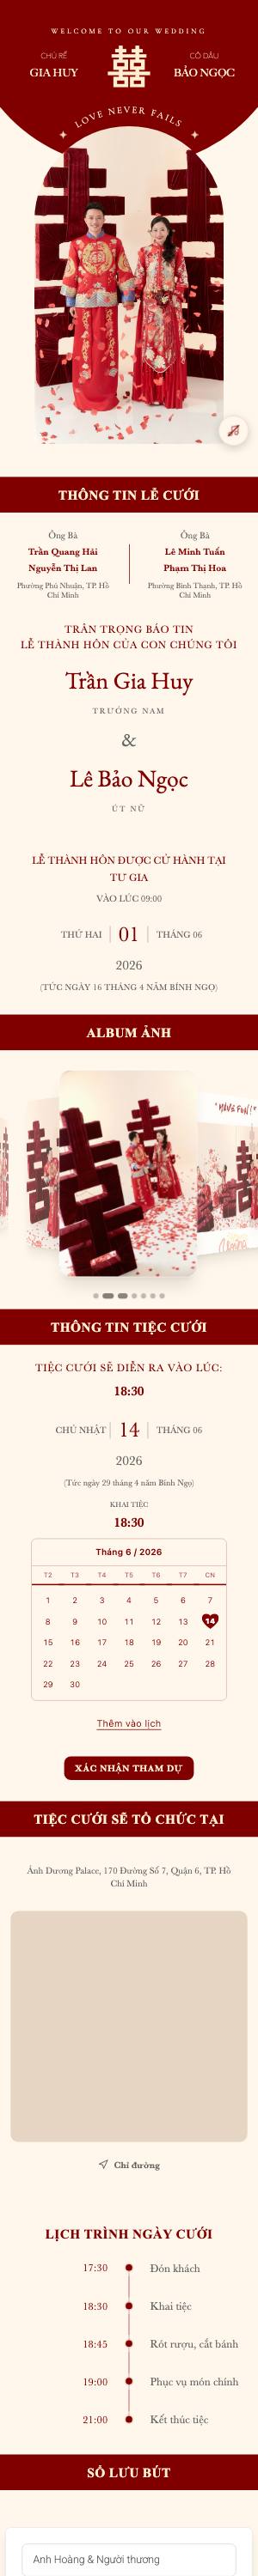 WELCOME TO OUR WEDDING
CHÚ RỂ
GIA HUY
囍
CÔ DÂU
BẢO NGỌC
LOVE NEVER FAILS
THÔNG TIN LỄ CƯỚI
Ông Bà
Trần Quang Hải
Nguyễn Thị Lan
Phường Phú Nhuận, TP. Hồ
Chí Minh
Ông Bà
Lê Minh Tuấn
Phạm Thị Hoa
Phường Bình Thạnh, TP. Hồ
Chí Minh
TRÂN TRỌNG BÁO TIN
LỄ THÀNH HÔN CỦA CON CHÚNG TÔI
Trần Gia Huy
TRƯỞNG NAM
&
Lê Bảo Ngọc
ÚT NỮ
LỄ THÀNH HÔN ĐƯỢC CỬ HÀNH TẠI
TƯ GIA
VÀO LÚC 09:00
THỨ HAI 01 THÁNG 06
2026
(TỨC NGÀY 16 THÁNG 4 NĂM BÍNH NGỌ)
ALBUM ẢNH
THÔNG TIN TIỆC CƯỚI
TIỆC CƯỚI SẼ DIỄN RA VÀO LÚC:
18:30
CHỦ NHẬT 14 THÁNG 06
2026
(Tức ngày 29 tháng 4 năm Bính Ngọ)
KHAI TIỆC
18:30
Tháng 6 / 2026
T2 T3 T4 T5 T6 T7 CN
1 2 3 4 5 6 7
8 9 10 11 12 13 14
15 16 17 18 19 20 21
22 23 24 25 26 27 28
29 30
Thêm vào lịch
XÁC NHẬN THAM DỰ
TIỆC CƯỚI SẼ TỔ CHỨC TẠI
Ánh Dương Palace, 170 Đường Số 7, Quận 6, TP. Hồ
Chí Minh
Chỉ đường
LỊCH TRÌNH NGÀY CƯỚI
17:30 Đón khách
18:30 Khai tiệc
18:45 Rót rượu, cắt bánh
19:00 Phục vụ món chính
21:00 Kết thúc tiệc
SỔ LƯU BÚT
Anh Hoàng & Người thương